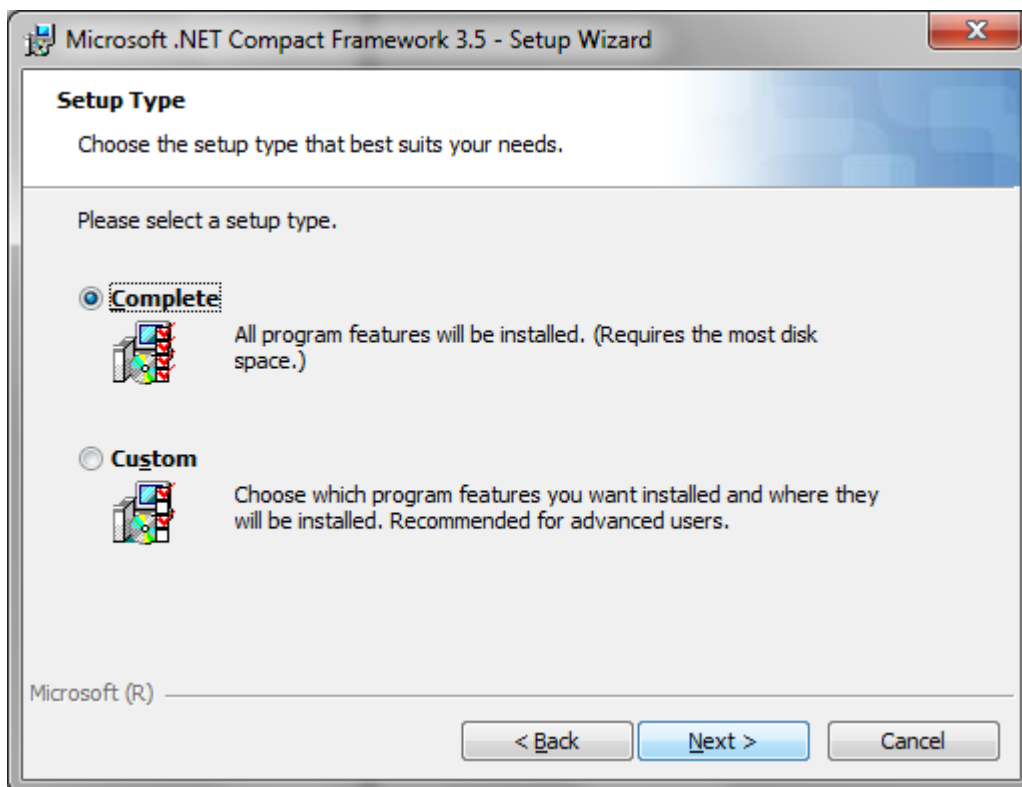 Microsoft .NET Compact Framework 3.5 - Setup Wizard
Setup Type
Choose the setup type that best suits your needs.
Please select a setup type.
Complete
All program features will be installed. (Requires the most disk
space.)
Custom
Choose which program features you want installed and where they
will be installed. Recommended for advanced users.
Microsoft (R)
< Back Next > Cancel